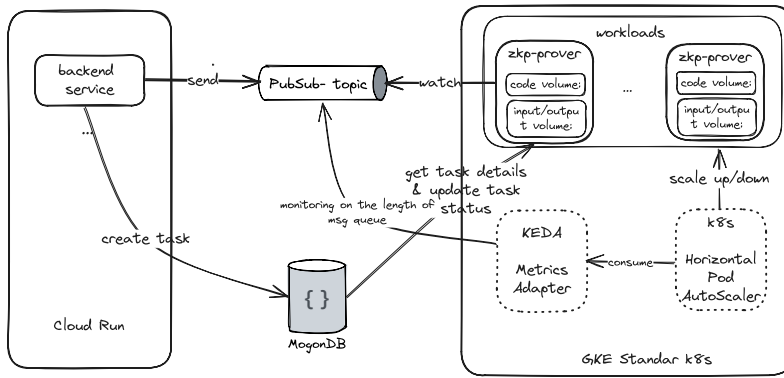 workloads
backend
service
send
PubSub- topic
watch
zkp-prover
code volume:
input/outpu
t volume:
...
zkp-prover
code volume:
input/outpu
t volume:
...
get task details
& update task
status
scale up/down
monitoring on the length of
msg queue
create task
KEDA
Metrics
Adapter
consume
k8s
Horizontal
Pod
AutoScaler
{ }
MogonDB
Cloud Run
GKE Standar k8s